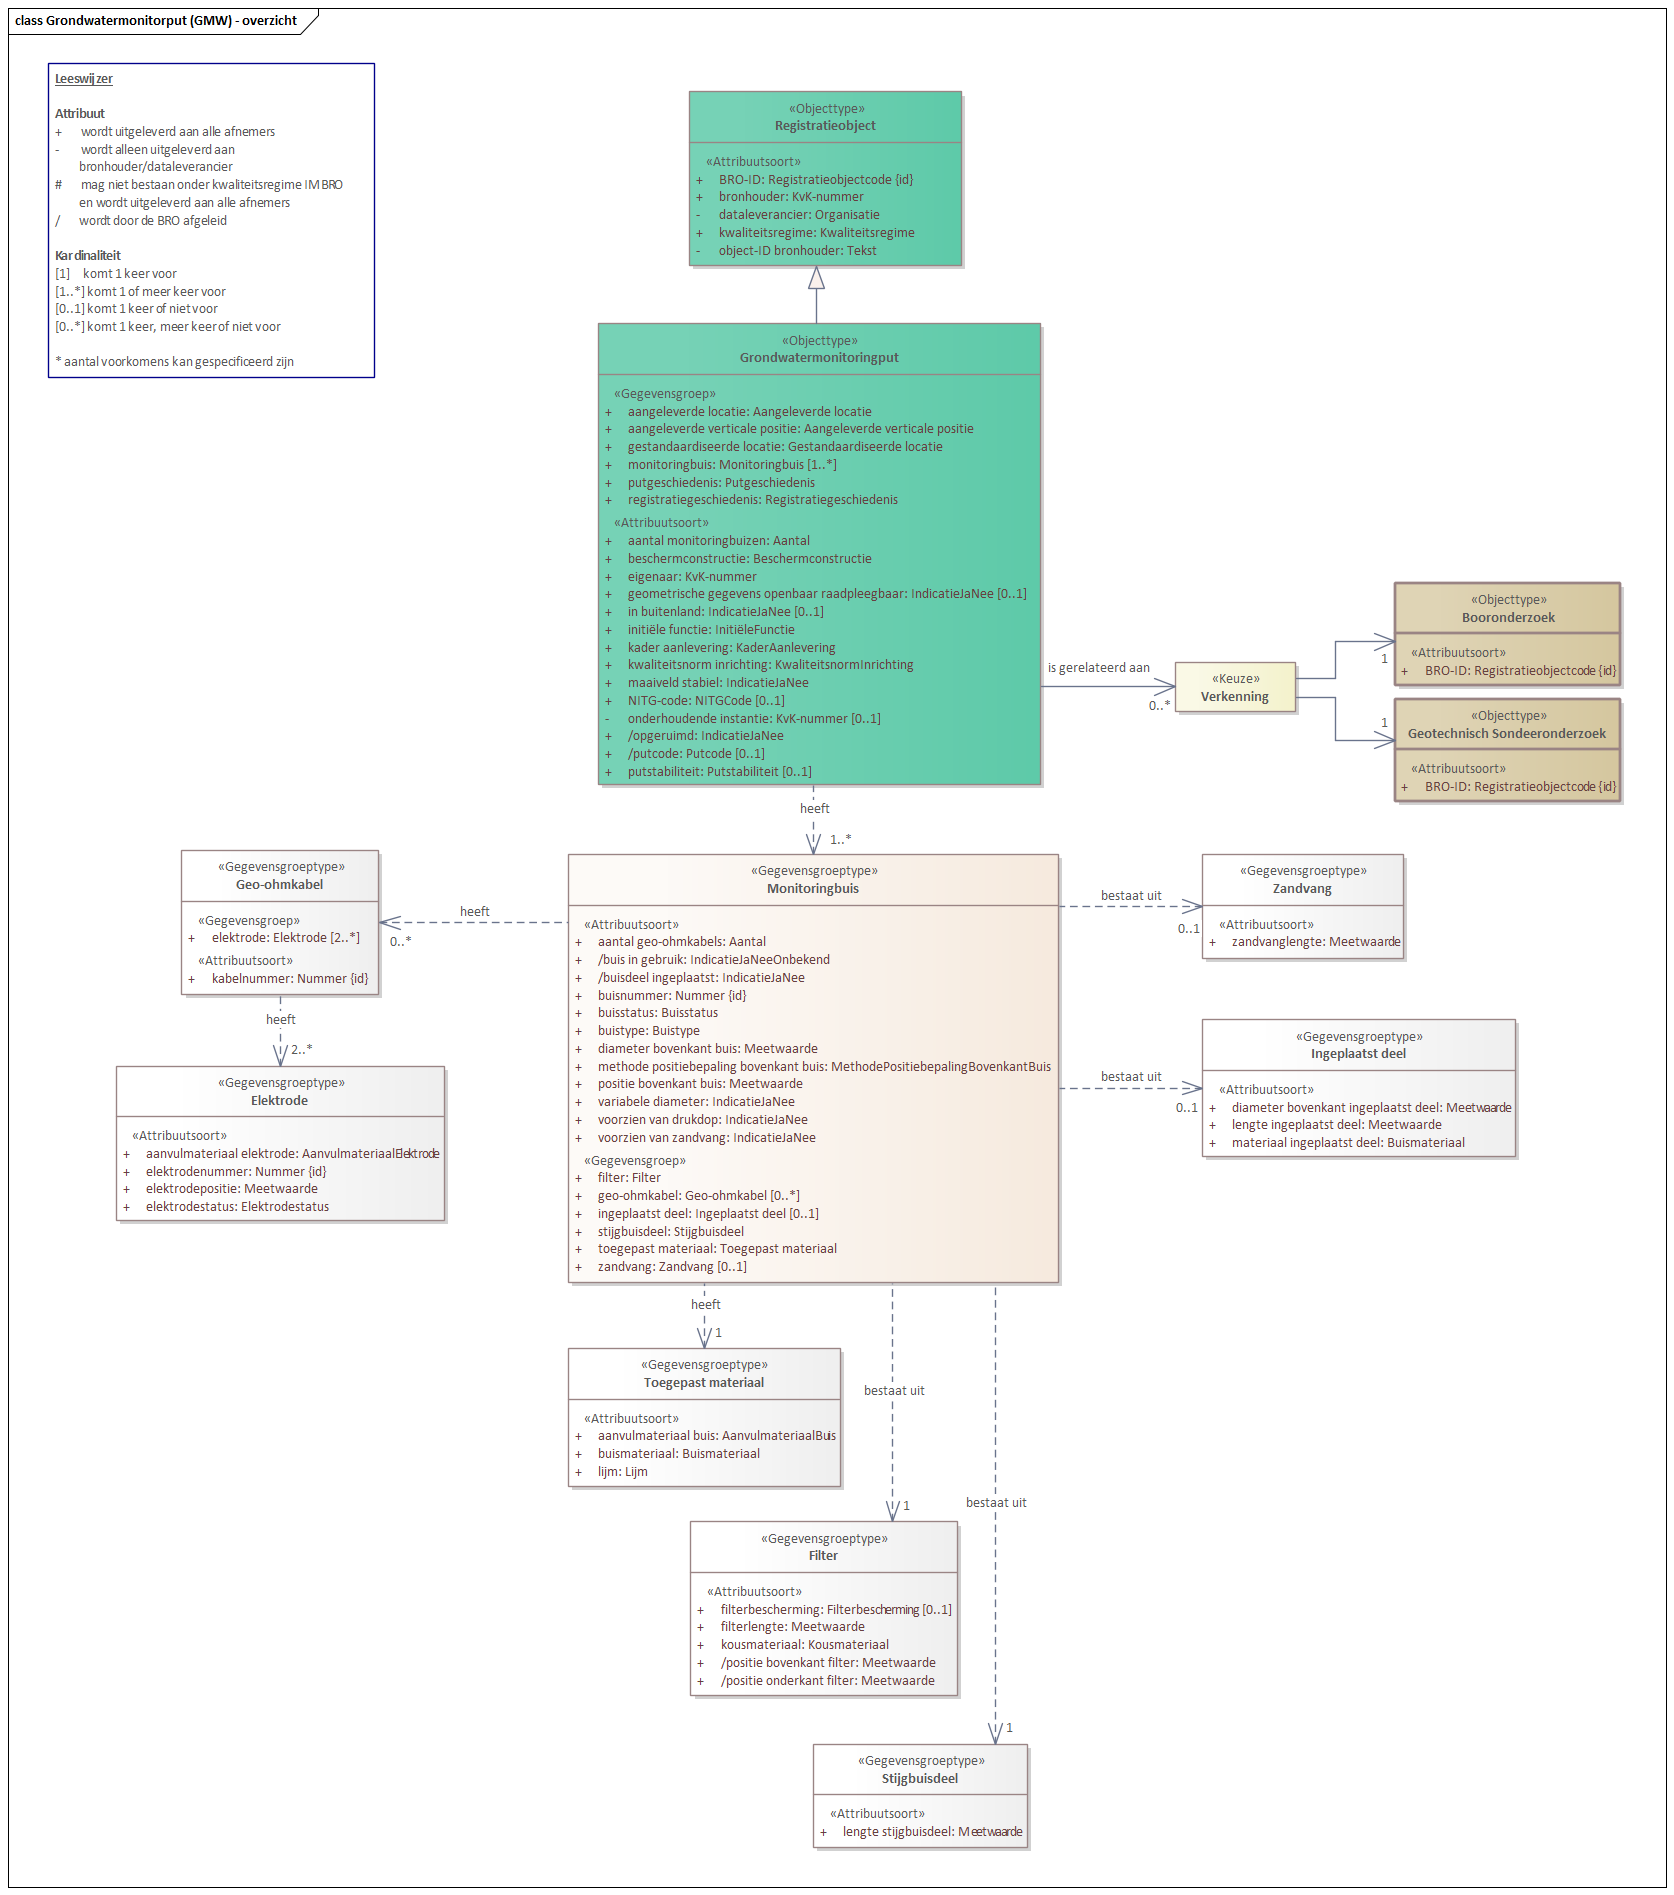 class Grondwatermonitorput (GMW) - overzicht
Leeswijzer
Attribuut
+ wordt uitgeleverd aan alle afnemers
- wordt alleen uitgeleverd aan
bronhouder/dataleverancier
# mag niet bestaan onder kwaliteitsregime IMBRO
en wordt uitgeleverd aan alle afnemers
/ wordt door de BRO afgeleid
Kardinaliteit
[1] komt 1 keer voor
[1..*] komt 1 of meer keer voor
[0..1] komt 1 keer of niet voor
[0..*] komt 1 keer, meer keer of niet voor
* aantal voorkomens kan gespecificeerd zijn
«Objecttype»
Registratieobject
«Attribuutsoort»
+ BRO-ID: Registratieobjectcode {id}
+ bronhouder: KvK-nummer
- dataleverancier: Organisatie
+ kwaliteitsregime: Kwaliteitsregime
- object-ID bronhouder: Tekst
«Objecttype»
Grondwatermonitoringput
«Gegevensgroep»
+ aangeleverde locatie: Aangeleverde locatie
+ aangeleverde verticale positie: Aangeleverde verticale positie
+ gestandaardiseerde locatie: Gestandaardiseerde locatie
+ monitoringbuis: Monitoringbuis [1..*]
+ putgeschiedenis: Putgeschiedenis
+ registratiegeschiedenis: Registratiegeschiedenis
«Attribuutsoort»
+ aantal monitoringbuizen: Aantal
+ beschermconstructie: Beschermconstructie
+ eigenaar: KvK-nummer
+ geometrische gegevens openbaar raadpleegbaar: IndicatieJaNee [0..1]
+ in buitenland: IndicatieJaNee [0..1]
+ initiële functie: InitiëleFunctie
+ kader aanlevering: KaderAanlevering
+ kwaliteitsnorm inrichting: KwaliteitsnormInrichting
+ maaiveld stabiel: IndicatieJaNee
+ NITG-code: NITGCode [0..1]
- onderhoudende instantie: KvK-nummer [0..1]
+ /opgeruimd: IndicatieJaNee
+ /putcode: Putcode [0..1]
+ putstabiliteit: Putstabiliteit [0..1]
is gerelateerd aan
0..*
«Keuze»
Verkenning
1
«Objecttype»
Booronderzoek
«Attribuutsoort»
+ BRO-ID: Registratieobjectcode {id}
1
«Objecttype»
Geotechnisch Sondeeronderzoek
«Attribuutsoort»
+ BRO-ID: Registratieobjectcode {id}
heeft
1..*
«Gegevensgroeptype»
Geo-ohmkabel
«Gegevensgroep»
+ elektrode: Elektrode [2..*]
«Attribuutsoort»
+ kabelnummer: Nummer {id}
heeft
0..*
heeft
2..*
«Gegevensgroeptype»
Elektrode
«Attribuutsoort»
+ aanvulmateriaal elektrode: AanvulmateriaalElektrode
+ elektrodenummer: Nummer {id}
+ elektrodepositie: Meetwaarde
+ elektrodestatus: Elektrodestatus
«Gegevensgroeptype»
Monitoringbuis
«Attribuutsoort»
+ aantal geo-ohmkabels: Aantal
+ /buis in gebruik: IndicatieJaNeeOnbekend
+ /buisdeel ingeplaatst: IndicatieJaNee
+ buisnummer: Nummer {id}
+ buisstatus: Buisstatus
+ buistype: Buistype
+ diameter bovenkant buis: Meetwaarde
+ methode positiebepaling bovenkant buis: MethodePositiebepalingBovenkantBuis
+ positie bovenkant buis: Meetwaarde
+ variabele diameter: IndicatieJaNee
+ voorzien van drukdop: IndicatieJaNee
+ voorzien van zandvang: IndicatieJaNee
«Gegevensgroep»
+ filter: Filter
+ geo-ohmkabel: Geo-ohmkabel [0..*]
+ ingeplaatst deel: Ingeplaatst deel [0..1]
+ stijgbuisdeel: Stijgbuisdeel
+ toegepast materiaal: Toegepast materiaal
+ zandvang: Zandvang [0..1]
bestaat uit
0..1
«Gegevensgroeptype»
Zandvang
«Attribuutsoort»
+ zandvanglengte: Meetwaarde
bestaat uit
0..1
«Gegevensgroeptype»
Ingeplaatst deel
«Attribuutsoort»
+ diameter bovenkant ingeplaatst deel: Meetwaarde
+ lengte ingeplaatst deel: Meetwaarde
+ materiaal ingeplaatst deel: Buismateriaal
heeft
1
«Gegevensgroeptype»
Toegepast materiaal
«Attribuutsoort»
+ aanvulmateriaal buis: AanvulmateriaalBuis
+ buismateriaal: Buismateriaal
+ lijm: Lijm
bestaat uit
1
«Gegevensgroeptype»
Filter
«Attribuutsoort»
+ filterbescherming: Filterbescherming [0..1]
+ filterlengte: Meetwaarde
+ kousmateriaal: Kousmateriaal
+ /positie bovenkant filter: Meetwaarde
+ /positie onderkant filter: Meetwaarde
bestaat uit
1
«Gegevensgroeptype»
Stijgbuisdeel
«Attribuutsoort»
+ lengte stijgbuisdeel: Meetwaarde